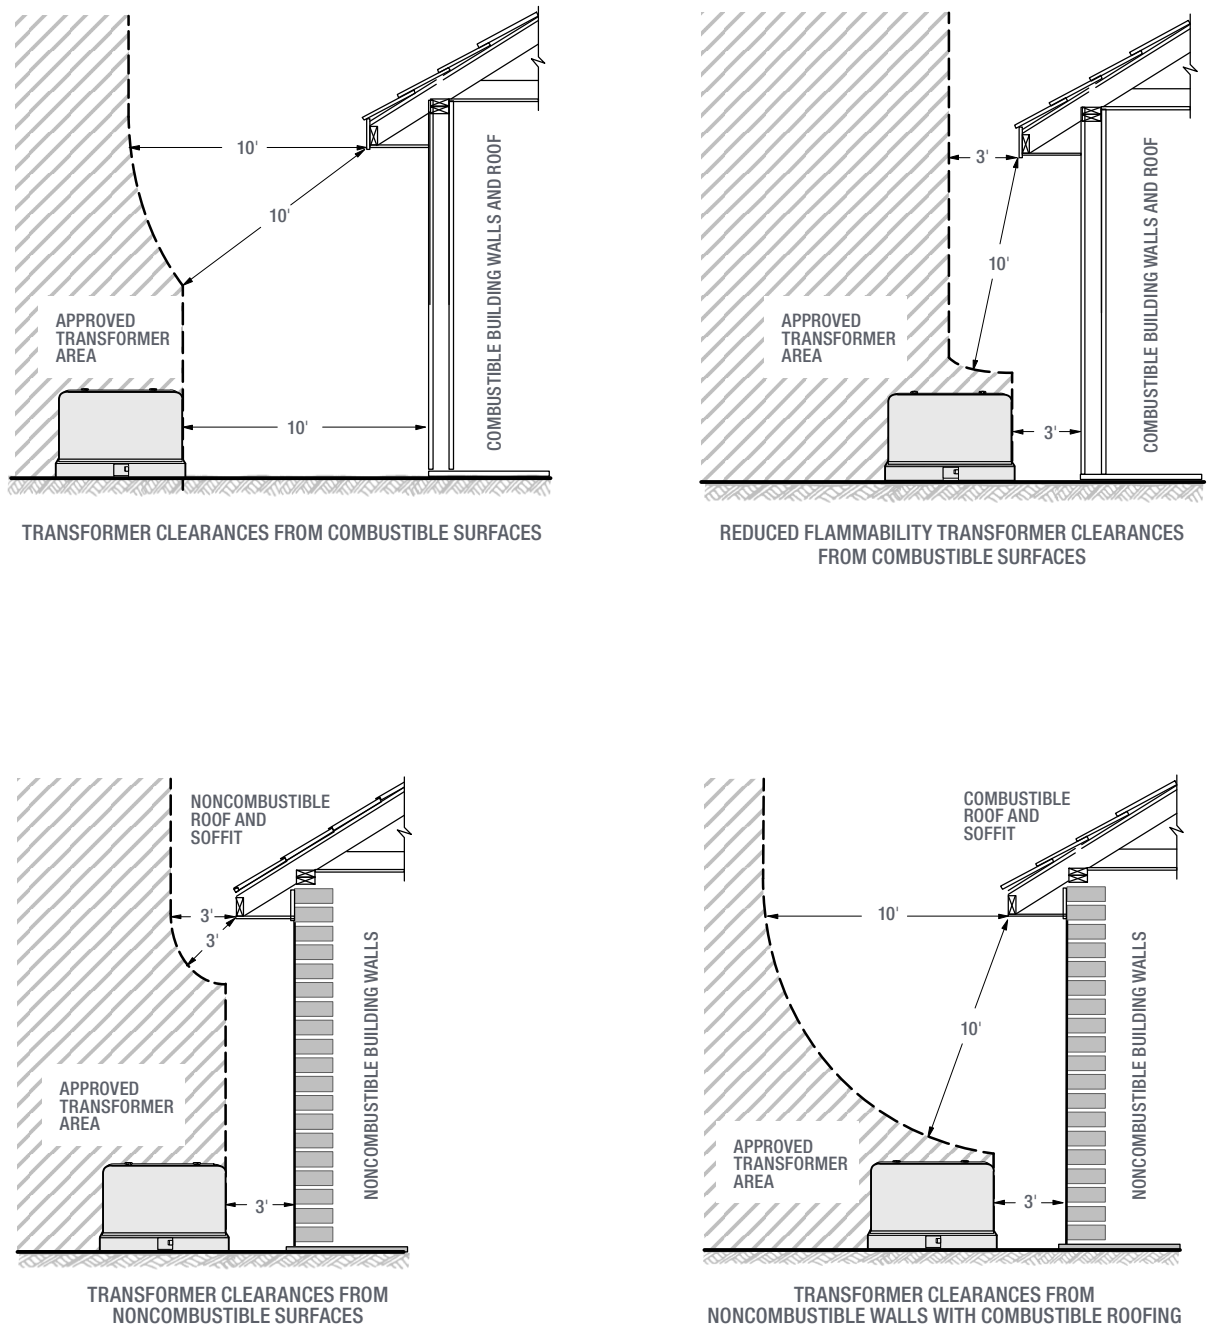 10'
10'
COMBUSTIBLE BUILDING WALLS AND ROOF
APPROVED
TRANSFORMER
AREA
10'
TRANSFORMER CLEARANCES FROM COMBUSTIBLE SURFACES
3'
10'
COMBUSTIBLE BUILDING WALLS AND ROOF
APPROVED
TRANSFORMER
AREA
3'
REDUCED FLAMMABILITY TRANSFORMER CLEARANCES
FROM COMBUSTIBLE SURFACES
NONCOMBUSTIBLE
ROOF AND
SOFFIT
3'
3'
NONCOMBUSTIBLE BUILDING WALLS
APPROVED
TRANSFORMER
AREA
3'
TRANSFORMER CLEARANCES FROM
NONCOMBUSTIBLE SURFACES
COMBUSTIBLE
ROOF AND
SOFFIT
10'
10'
NONCOMBUSTIBLE BUILDING WALLS
APPROVED
TRANSFORMER
AREA
3'
TRANSFORMER CLEARANCES FROM
NONCOMBUSTIBLE WALLS WITH COMBUSTIBLE ROOFING